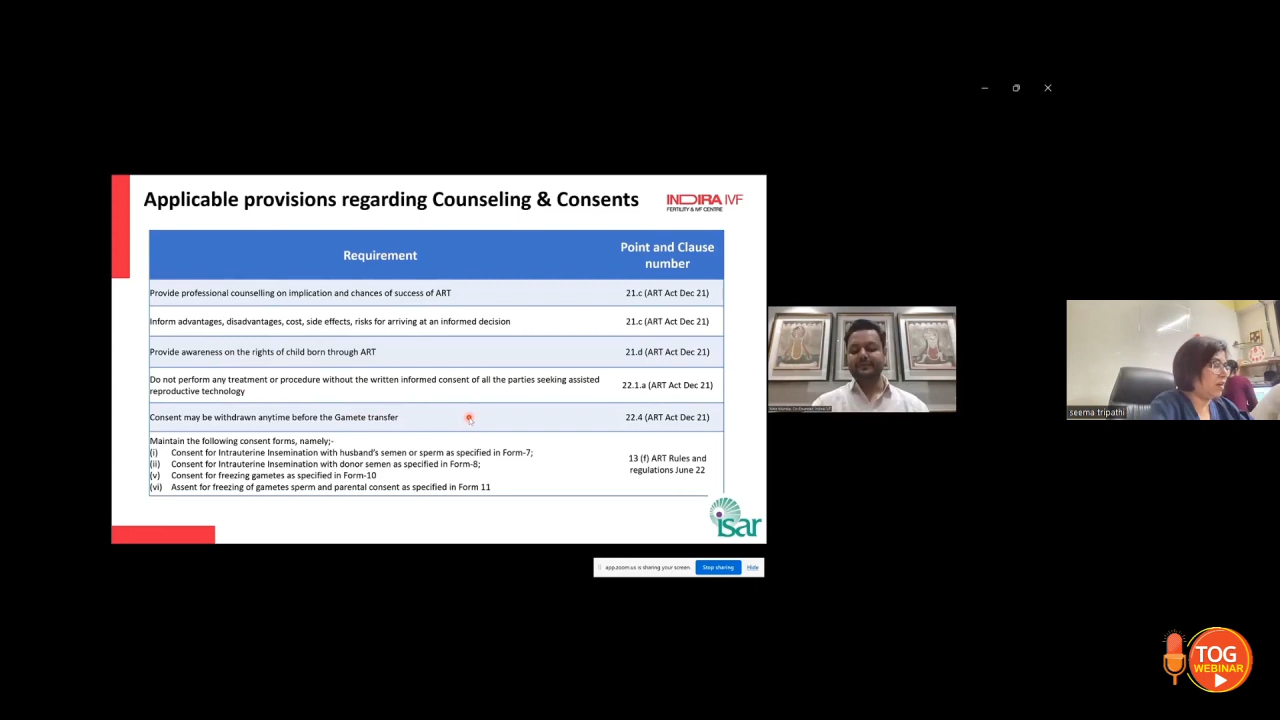 Applicable provisions regarding Counseling & Consents
INDIRA IVF
FERTILITY & IVF CENTRE
Requirement
Point and Clause
number
Provide professional counselling on implication and chances of success of ART
21.c (ART Act Dec 21)
Inform advantages, disadvantages, cost, side effects, risks for arriving at an informed decision
21.c (ART Act Dec 21)
Provide awareness on the rights of child born through ART
21.d (ART Act Dec 21)
Do not perform any treatment or procedure without the written informed consent of all the parties seeking assisted
reproductive technology
22.1.a (ART Act Dec 21)
Consent may be withdrawn anytime before the Gamete transfer
22.4 (ART Act Dec 21)
Maintain the following consent forms, namely;-
(i) Consent for Intrauterine Insemination with husband's semen or sperm as specified in Form-7;
(ii) Consent for Intrauterine Insemination with donor semen as specified in Form-8;
(v) Consent for freezing gametes as specified in Form-10
(vi) Assent for freezing of gametes sperm and parental consent as specified in Form 11
13 (f) ART Rules and
regulations June 22
isar
app.zoom.us is sharing your screen.
Stop sharing
Hide
seema tripathi
TOG
WEBINAR